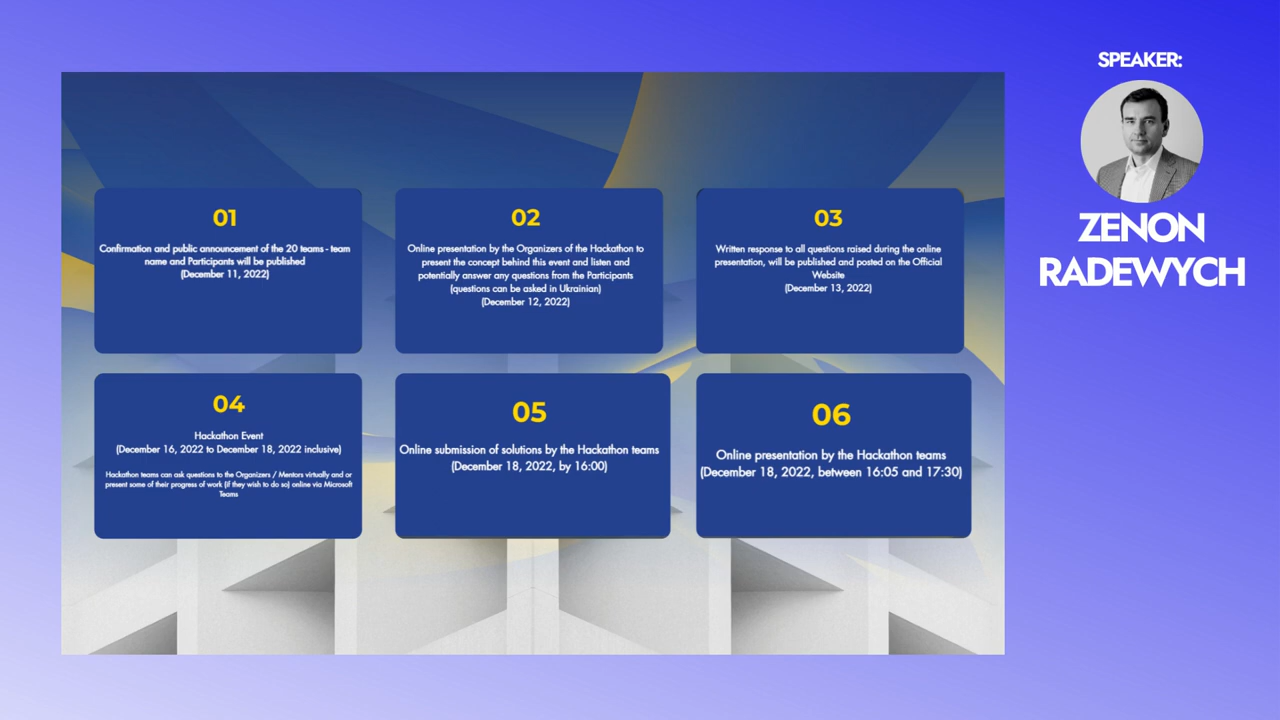 SPEAKER:
ZENON
RADEWYCH
01
Confirmation and public announcement of the 20 teams - team
name and Participants will be published
(December 11, 2022)
02
Online presentation by the Organizers of the Hackathon to
present the concept behind this event and listen and
potentially answer any questions from the Participants
(questions can be asked in Ukrainian)
(December 12, 2022)
03
Written response to all questions raised during the online
presentation, will be published and posted on the Official
Website
(December 13, 2022)
04
Hackathon Event
(December 16, 2022 to December 18, 2022 inclusive)
Hackathon teams can ask questions to the Organizers / Mentors virtually and or
present some of their progress of work (if they wish to do so) online via Microsoft
Teams
05
Online submission of solutions by the Hackathon teams
(December 18, 2022, by 16:00)
06
Online presentation by the Hackathon teams
(December 18, 2022, between 16:05 and 17:30)